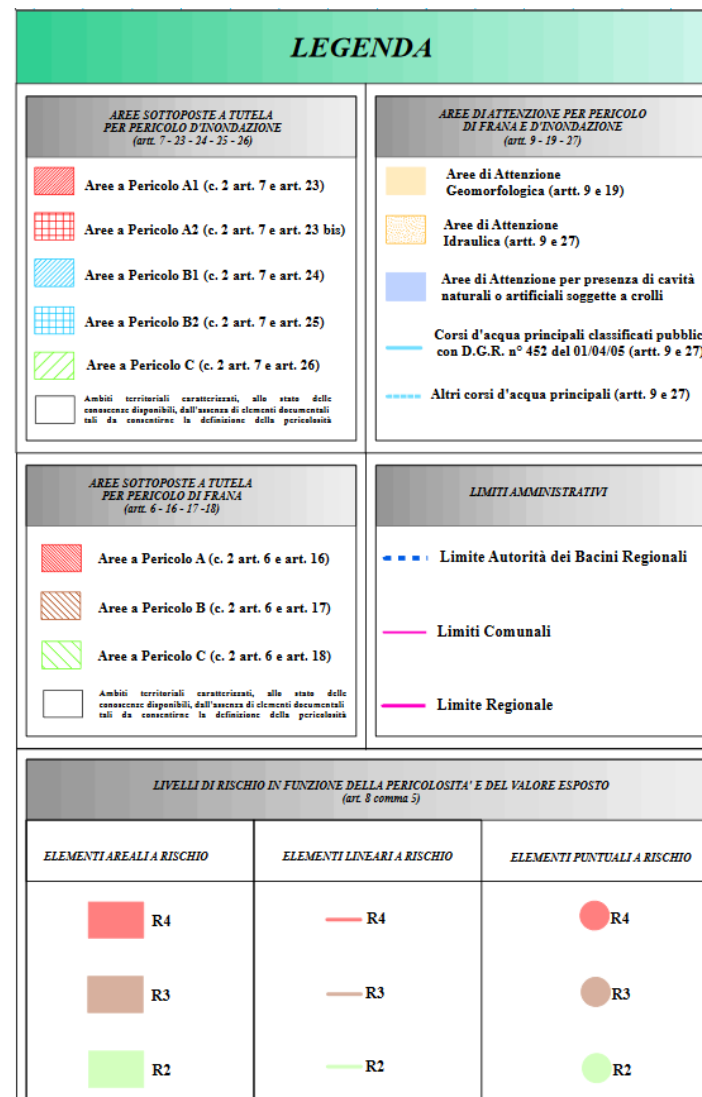 LEGENDA
AREE SOTTOPOSTE A TUTELA
PER PERICOLO D'INONDAZIONE
(artt. 7 - 23 - 24 - 25 - 26)
Aree a Pericolo A1 (c. 2 art. 7 e art. 23)
Aree a Pericolo A2 (c. 2 art. 7 e art. 23 bis)
Aree a Pericolo B1 (c. 2 art. 7 e art. 24)
Aree a Pericolo B2 (c. 2 art. 7 e art. 25)
Aree a Pericolo C (c. 2 art. 7 e art. 26)
Ambiti territoriali caratterizzati, allo stato delle
conoscenze disponibili, dall'assenza di elementi documentali
tali da consentirne la definizione della pericolosità
AREE DI ATTENZIONE PER PERICOLO
DI FRANA E D'INONDAZIONE
(artt. 9 - 19 - 27)
Aree di Attenzione
Geomorfologica (artt. 9 e 19)
Aree di Attenzione
Idraulica (artt. 9 e 27)
Aree di Attenzione per presenza di cavità
naturali o artificiali soggette a crolli
Corsi d'acqua principali classificati pubblic
con D.G.R. n° 452 del 01/04/05 (artt. 9 e 27)
Altri corsi d'acqua principali (artt. 9 e 27)
AREE SOTTOPOSTE A TUTELA
PER PERICOLO DI FRANA
(artt. 6 - 16 - 17 -18)
Aree a Pericolo A (c. 2 art. 6 e art. 16)
Aree a Pericolo B (c. 2 art. 6 e art. 17)
Aree a Pericolo C (c. 2 art. 6 e art. 18)
Ambiti territoriali caratterizzati, allo stato delle
conoscenze disponibili, dall'assenza di elementi documentali
tali da consentirne la definizione della pericolosità
LIMITI AMMINISTRATIVI
Limite Autorità dei Bacini Regionali
Limiti Comunali
Limite Regionale
LIVELLI DI RISCHIO IN FUNZIONE DELLA PERICOLOSITA' E DEL VALORE ESPOSTO
(art. 8 comma 5)
ELEMENTI AREALI A RISCHIO
R4
R3
R2
ELEMENTI LINEARI A RISCHIO
R4
R3
R2
ELEMENTI PUNTUALI A RISCHIO
R4
R3
R2